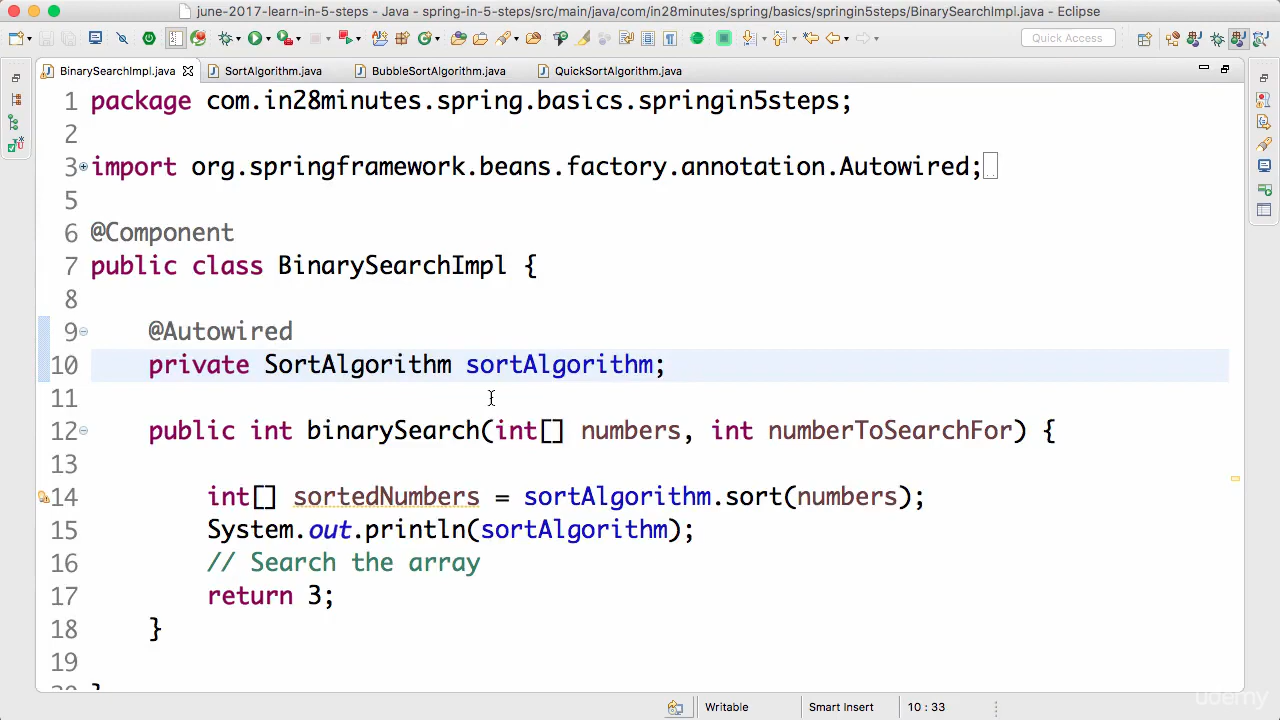 june-2017-learn-in-5-steps - Java - spring-in-5-steps/src/main/java/com/in28minutes/spring/basics/springin5steps/BinarySearchImpl.java - Eclipse
Quick Access
BinarySearchImpl.java SortAlgorithm.java BubbleSortAlgorithm.java QuickSortAlgorithm.java
1 package com.in28minutes.spring.basics.springin5steps;
2
3 import org.springframework.beans.factory.annotation.Autowired;
5
6 @Component
7 public class BinarySearchImpl {
8
9 @Autowired
10 private SortAlgorithm sortAlgorithm;
11
12 public int binarySearch(int[] numbers, int numberToSearchFor) {
13
14 int[] sortedNumbers = sortAlgorithm.sort(numbers);
15 System.out.println(sortAlgorithm);
16 // Search the array
17 return 3;
18 }
19
20 }
Writable Smart Insert 10 : 33
udemy